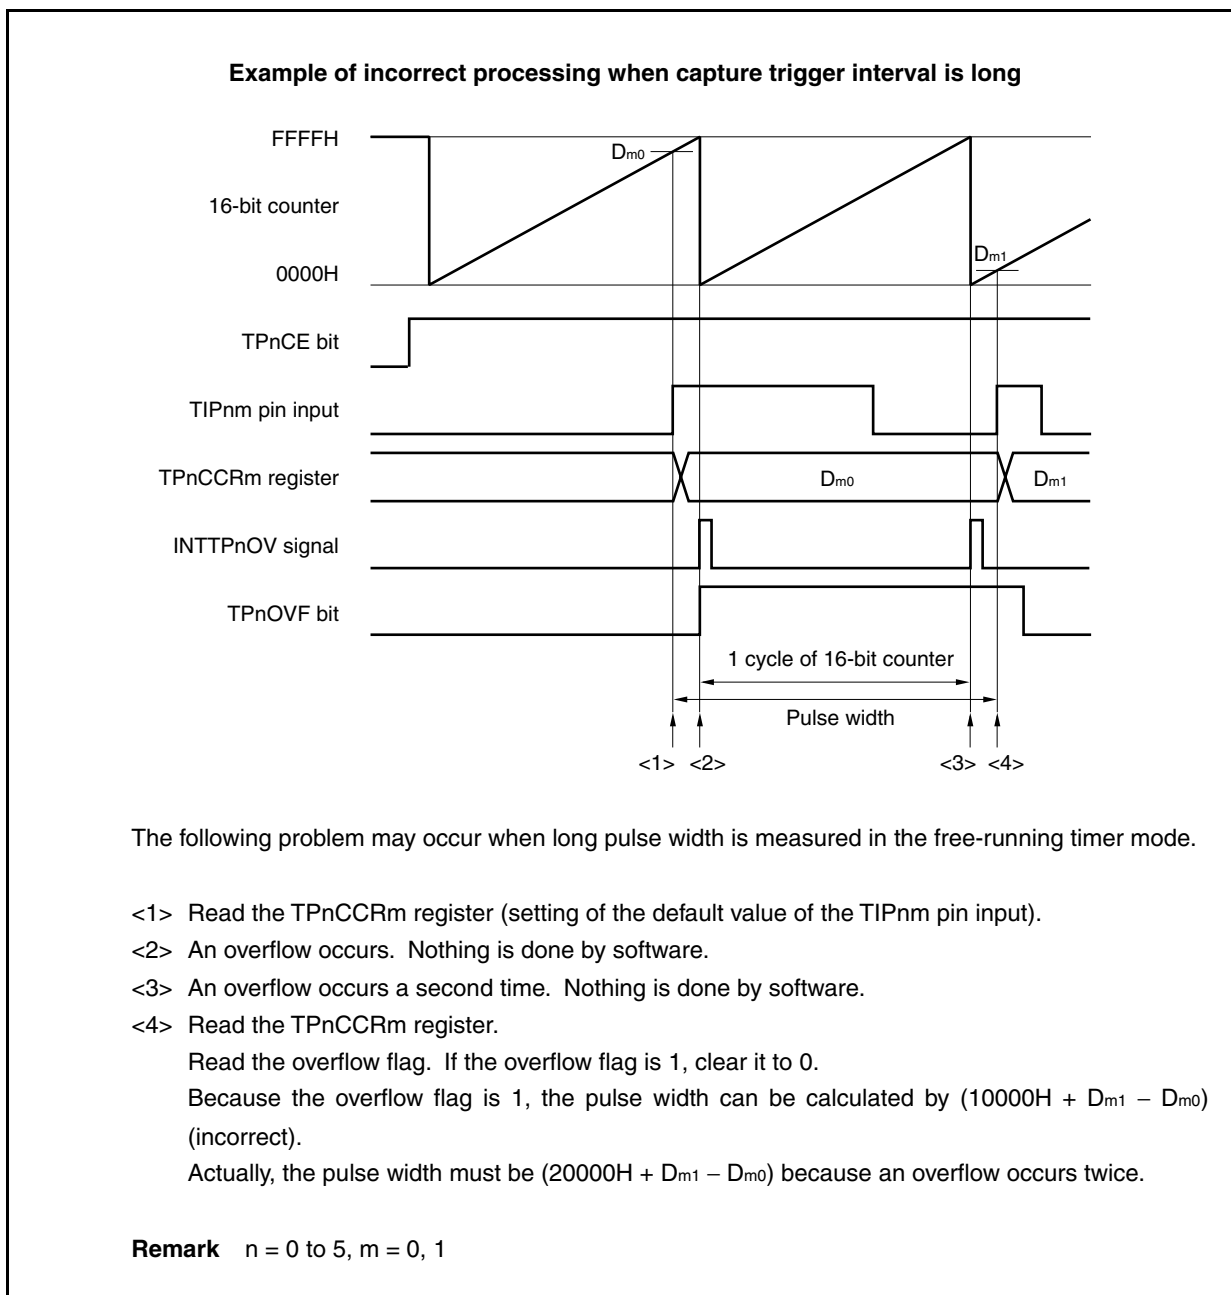 Example of incorrect processing when capture trigger interval is long
FFFFH
Dm0
16-bit counter
Dm1
0000H
TPnCE bit
TIPnm pin input
TPnCCRm register
Dm0
Dm1
INTTPnOV signal
TPnOVF bit
1 cycle of 16-bit counter
Pulse width
<1> <2> <3> <4>
The following problem may occur when long pulse width is measured in the free-running timer mode.
<1> Read the TPnCCRm register (setting of the default value of the TIPnm pin input).
<2> An overflow occurs. Nothing is done by software.
<3> An overflow occurs a second time. Nothing is done by software.
<4> Read the TPnCCRm register.
Read the overflow flag. If the overflow flag is 1, clear it to 0.
Because the overflow flag is 1, the pulse width can be calculated by (10000H + Dm1 − Dm0)
(incorrect).
Actually, the pulse width must be (20000H + Dm1 − Dm0) because an overflow occurs twice.
Remark n = 0 to 5, m = 0, 1